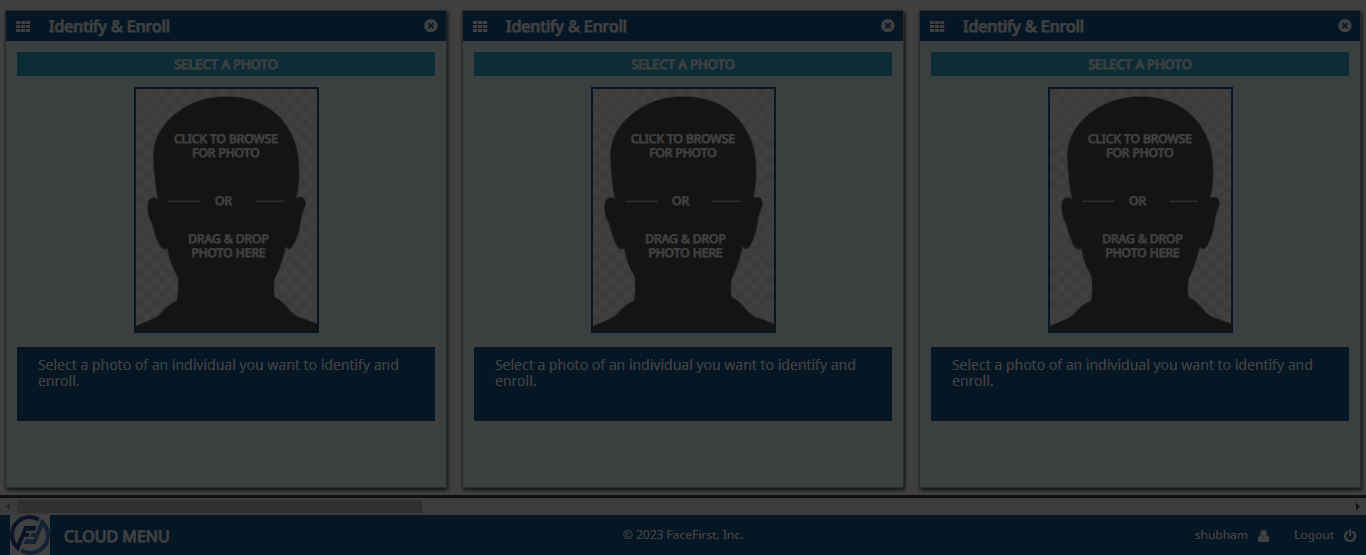 Identify & Enroll
SELECT A PHOTO
CLICK TO BROWSE
FOR PHOTO
OR
DRAG & DROP
PHOTO HERE
Select a photo of an individual you want to identify and
enroll.
Identify & Enroll
SELECT A PHOTO
CLICK TO BROWSE
FOR PHOTO
OR
DRAG & DROP
PHOTO HERE
Select a photo of an individual you want to identify and
enroll.
Identify & Enroll
SELECT A PHOTO
CLICK TO BROWSE
FOR PHOTO
OR
DRAG & DROP
PHOTO HERE
Select a photo of an individual you want to identify and
enroll.
CLOUD MENU © 2023 FaceFirst, Inc. shubham Logout